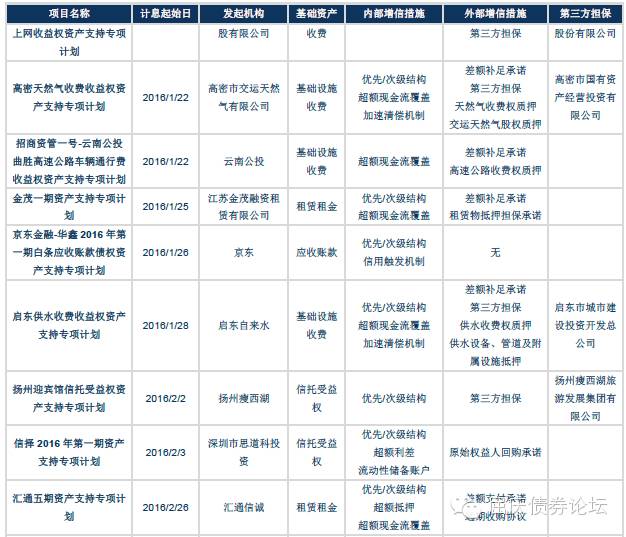 项目名称 计息起始日 发起机构 基础资产 内部增信措施 外部增信措施 第三方担保
上网收益权资产支持专项 股有限公司 收费 第三方担保 股份有限公司
计划
高密天然气收费收益权资 2016/1/22 高密市交运天然 基础设施 优先/次级结构 差额补足承诺 高密市国有资
产支持专项计划 气有限公司 收费 超额现金流覆盖 第三方担保 产经营投资有
加速清偿机制 天然气收费权质押 限公司
交运天然气股权质押
招商资管一号-云南公投 2016/1/22 云南公投 基础设施 超额现金流覆盖 差额补足承诺
曲胜高速公路车辆通行费 收费 高速公路收费权质押
收益权资产支持专项计划
金茂一期资产支持专项计 2016/1/25 江苏金茂融资租 租赁租金 优先/次级结构 差额补足承诺
划 赁有限公司 超额现金流覆盖 租赁物抵押担保承诺
京东金融-华鑫 2016 年第 2016/1/26 京东 应收账款 优先/次级结构 无
一期白条应收账款债权资 信用触发机制
产支持专项计划
启东供水收费收益权资产 2016/1/28 启东自来水 基础设施 优先/次级结构 差额补足承诺 启东市城市建
支持专项计划 收费 超额现金流覆盖 第三方担保 设投资开发总
加速清偿机制 供水收费权质押 公司
供水设备、管道及附
属设施抵押
扬州迎宾馆信托受益权资 2016/2/2 扬州瘦西湖 信托受益 优先/次级结构 第三方担保 扬州瘦西湖旅
产支持专项计划 权 游发展集团有
限公司
信择 2016 年第一期资产 2016/2/3 深圳市思道科投 信托受益 优先/次级结构 原始权益人回购承诺
支持专项计划 资 权 超额利差
流动性储备账户
汇通五期资产支持专项计 2016/2/26 汇通信诚 租赁租金 优先/次级结构 差额支付承诺
划 超额抵押 收购协议
超额现金流覆盖
债券论坛